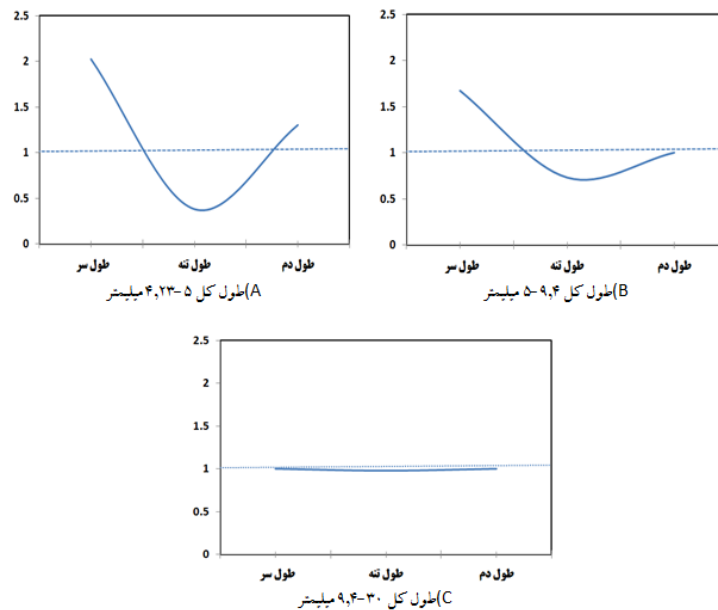 2.5
2
1.5
1
0.5
0
طول سر
طول تنه
طول دم
A)طول کل ۵-۴,۲۳ میلیمتر
2.5
2
1.5
1
0.5
0
طول سر
طول تنه
طول دم
B)طول کل ۹,۴-۵ میلیمتر
2.5
2
1.5
1
0.5
0
طول سر
طول تنه
طول دم
C)طول کل ۳۰-۹,۴ میلیمتر